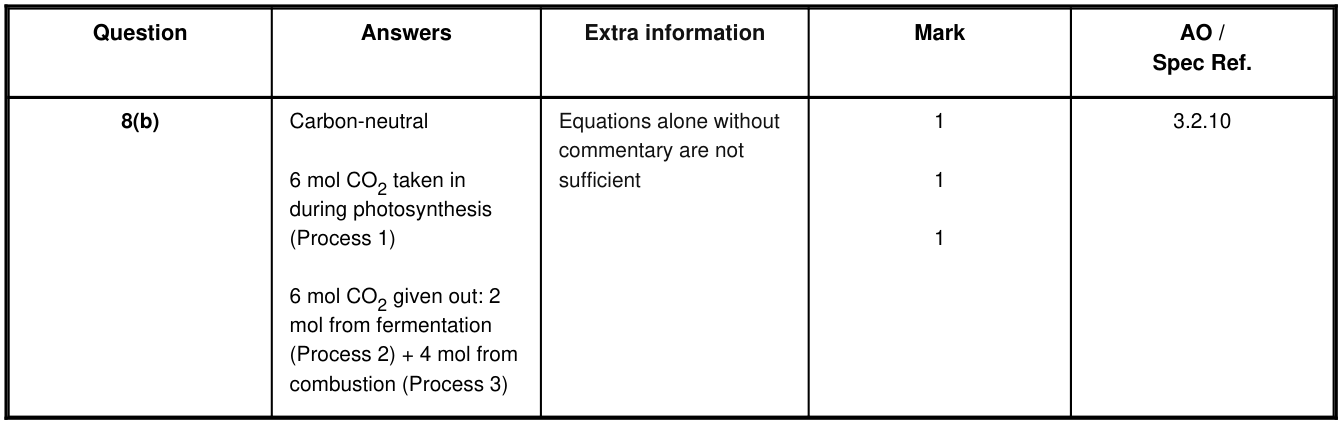 Question Answers Extra information Mark AO /
Spec Ref.
8(b) Carbon-neutral Equations alone without 1 3.2.10
commentary are not
6 mol CO2 taken in sufficient 1
during photosynthesis
(Process 1) 1
6 mol CO2 given out: 2
mol from fermentation
(Process 2) + 4 mol from
combustion (Process 3)